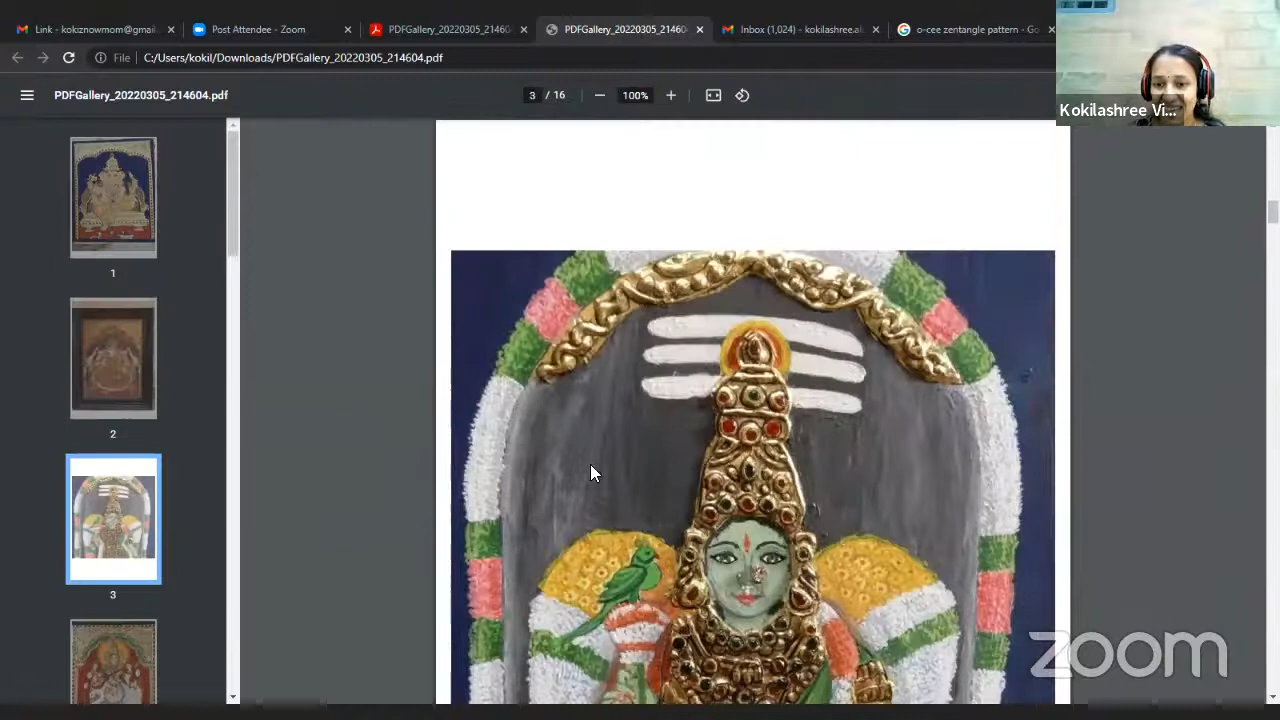 Link - kokiznowmom@gmail.
Post Attendee - Zoom
PDFGallery_20220305_214604
PDFGallery_20220305_21460
Inbox (1,024) - kokilashree.al
o-cee zentangle pattern - Go
File
C:/Users/kokil/Downloads/PDFGallery_20220305_214604.pdf
PDFGallery_20220305_214604.pdf
3 / 16
100%
Kokilashree Vi...
1
2
3
zoom